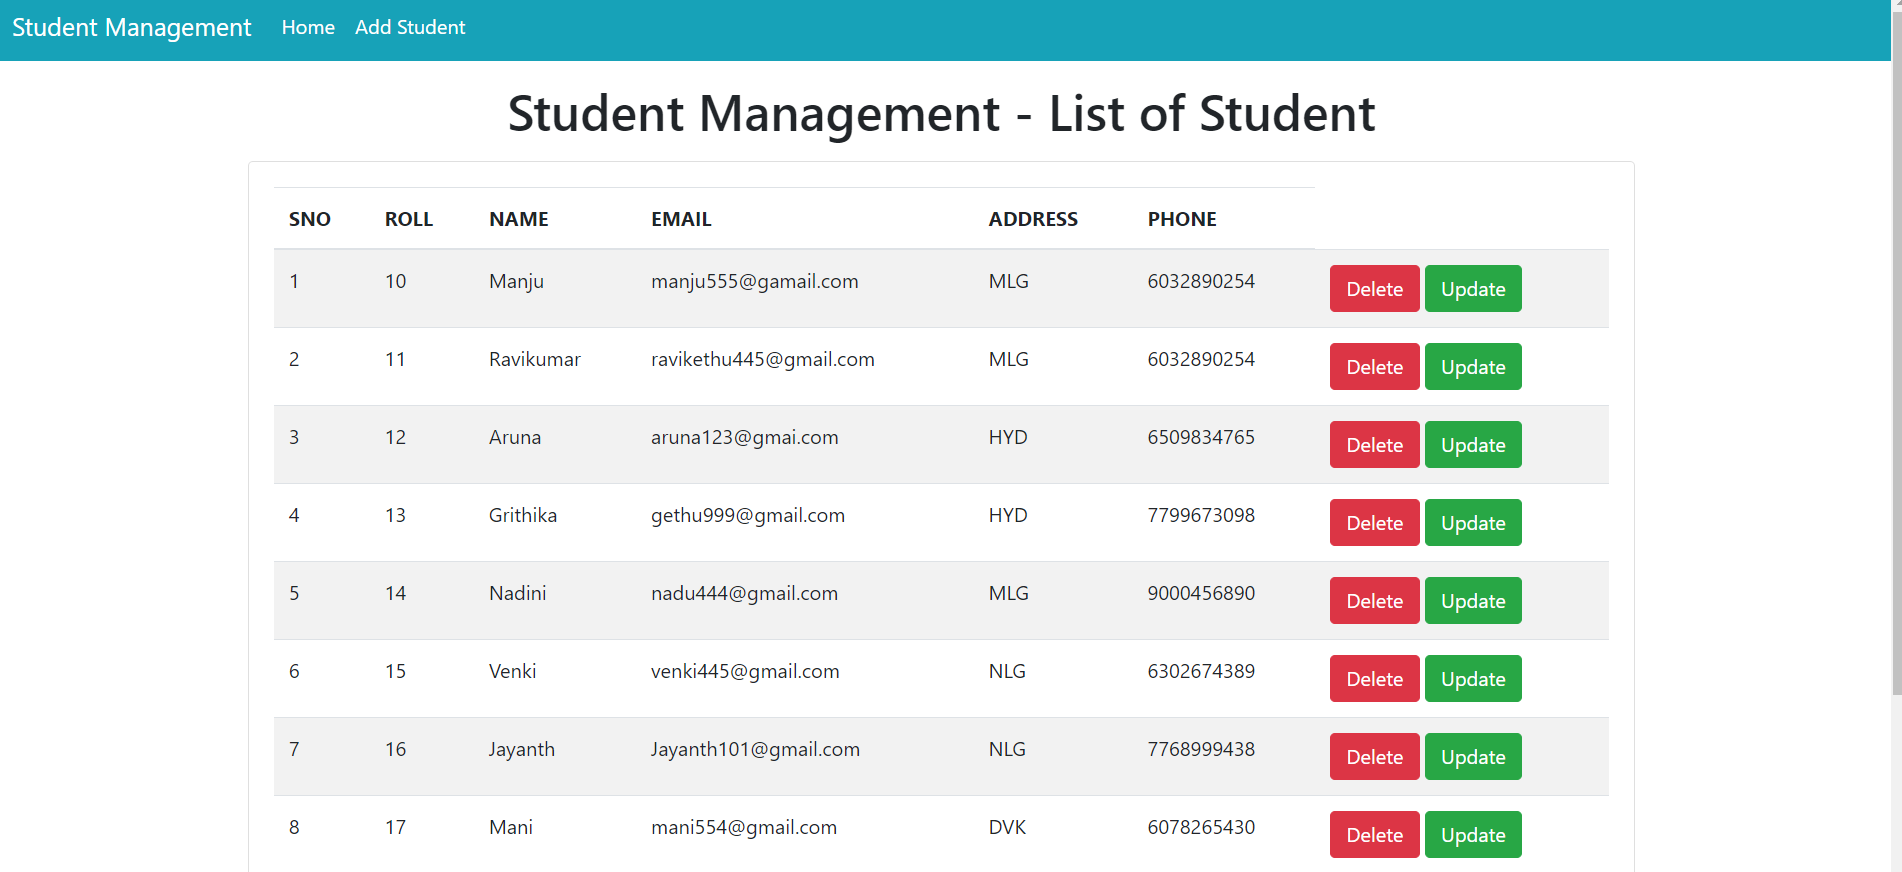 Student Management Home Add Student
Student Management - List of Student
SNO ROLL NAME EMAIL ADDRESS PHONE
1 10 Manju manju555@gamail.com MLG 6032890254 Delete Update
2 11 Ravikumar ravikethu445@gmail.com MLG 6032890254 Delete Update
3 12 Aruna aruna123@gmai.com HYD 6509834765 Delete Update
4 13 Grithika gethu999@gmail.com HYD 7799673098 Delete Update
5 14 Nadini nadu444@gmail.com MLG 9000456890 Delete Update
6 15 Venki venki445@gmail.com NLG 6302674389 Delete Update
7 16 Jayanth Jayanth101@gmail.com NLG 7768999438 Delete Update
8 17 Mani mani554@gmail.com DVK 6078265430 Delete Update